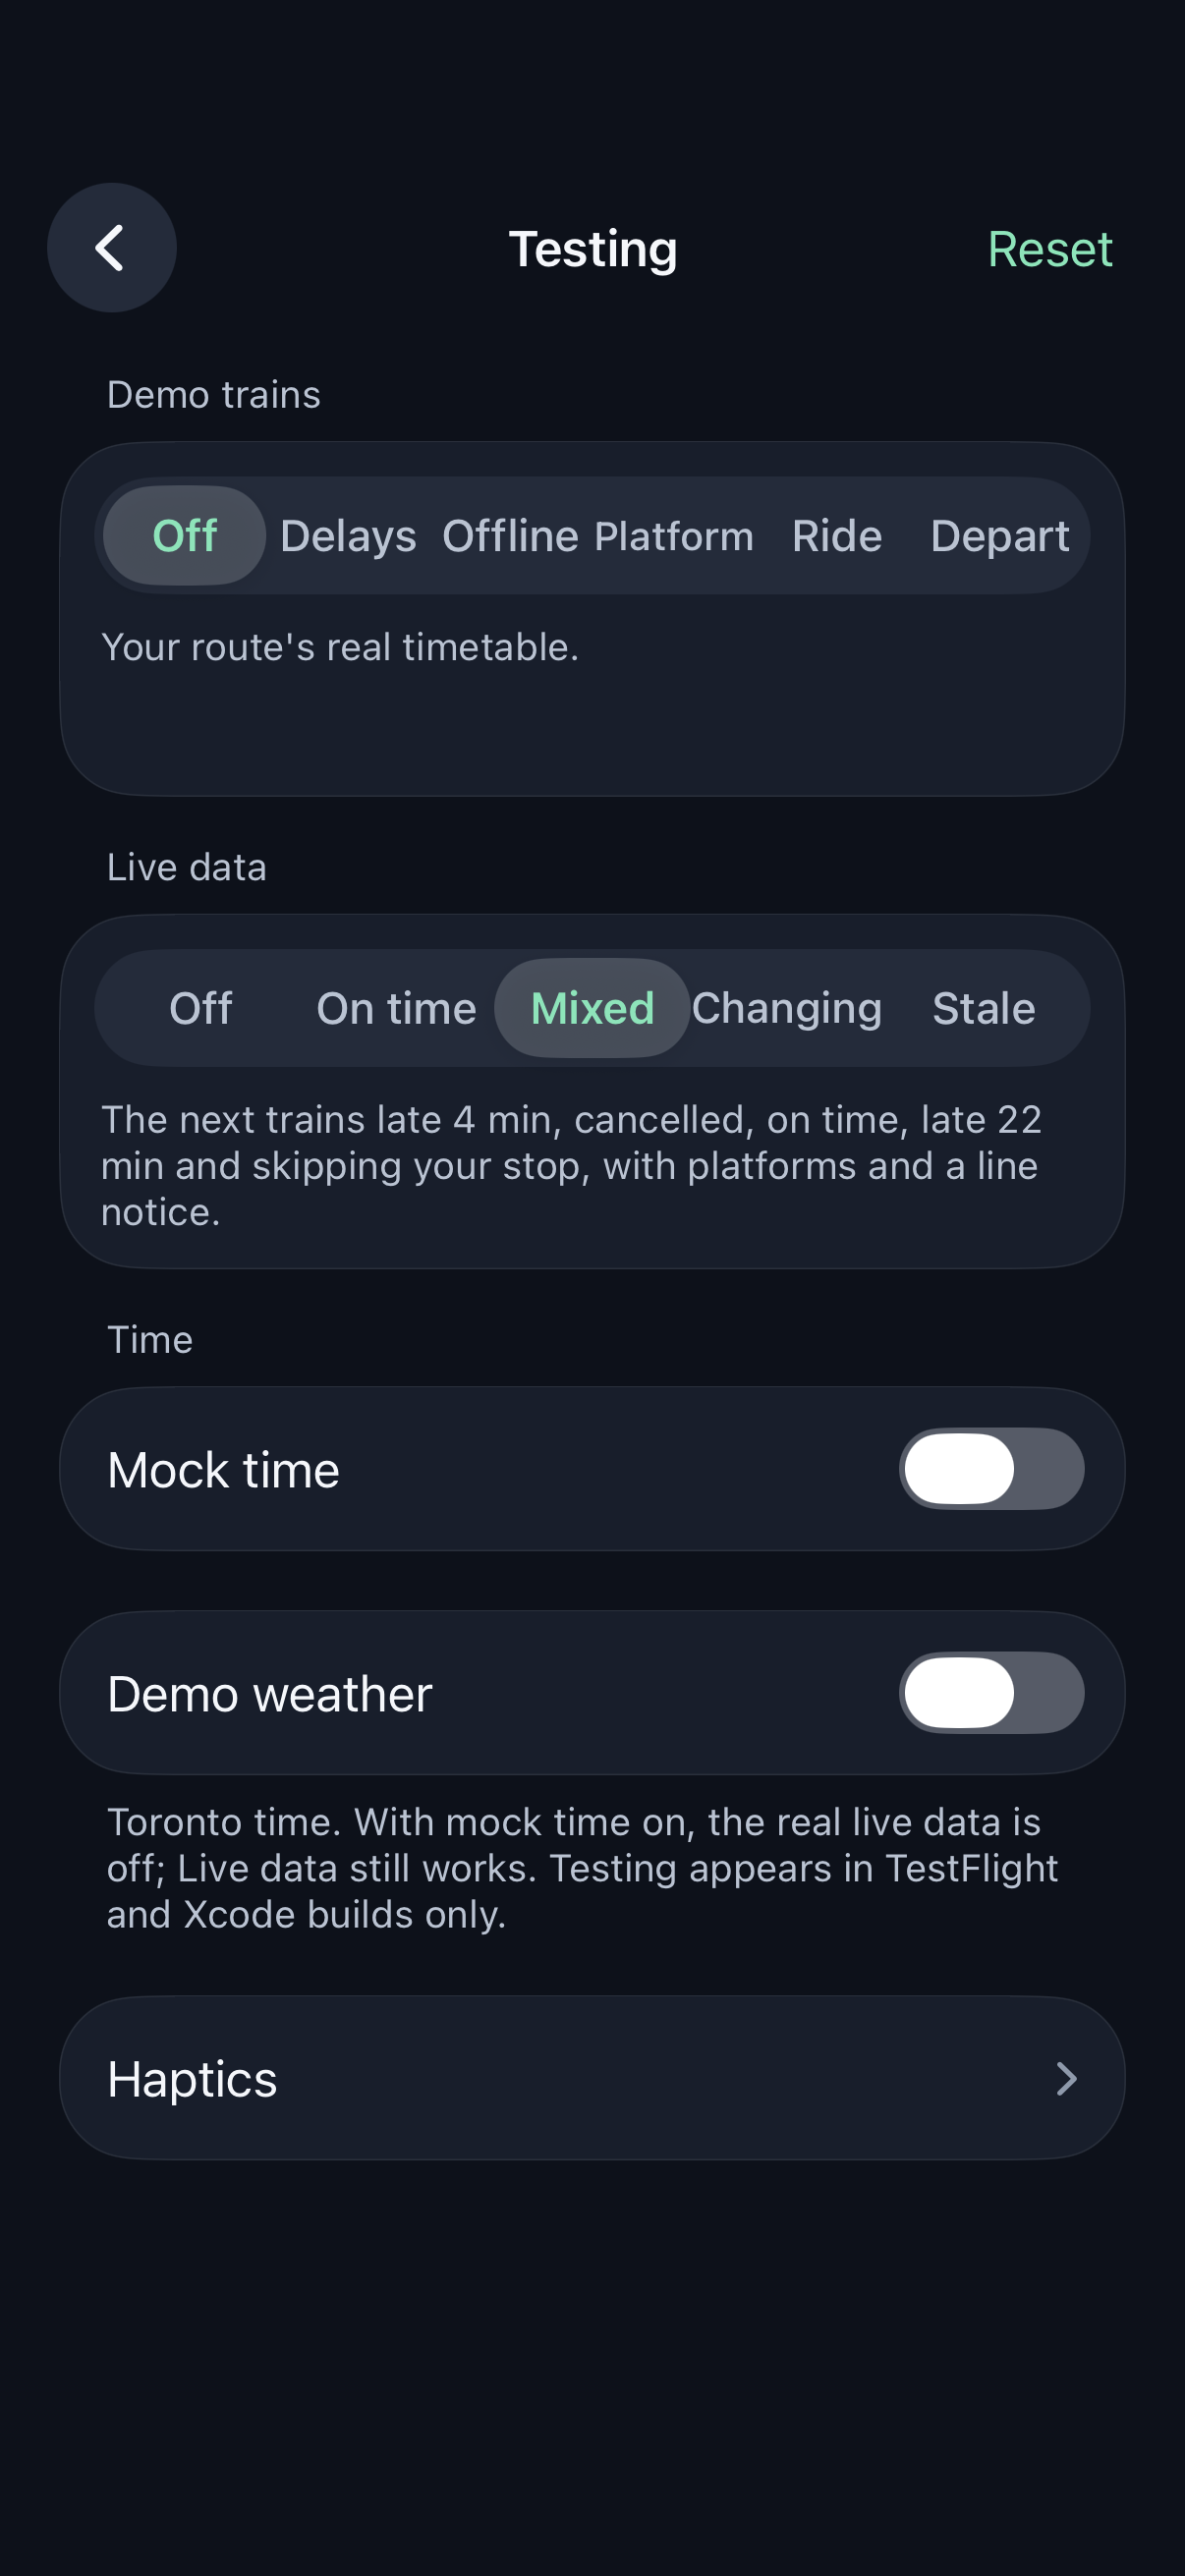 Testing
Reset
Demo trains
Off Delays Offline Platform Ride Depart
Your route's real timetable.
Live data
Off On time Mixed Changing Stale
The next trains late 4 min, cancelled, on time, late 22
min and skipping your stop, with platforms and a line
notice.
Time
Mock time
Demo weather
Toronto time. With mock time on, the real live data is
off; Live data still works. Testing appears in TestFlight
and Xcode builds only.
Haptics